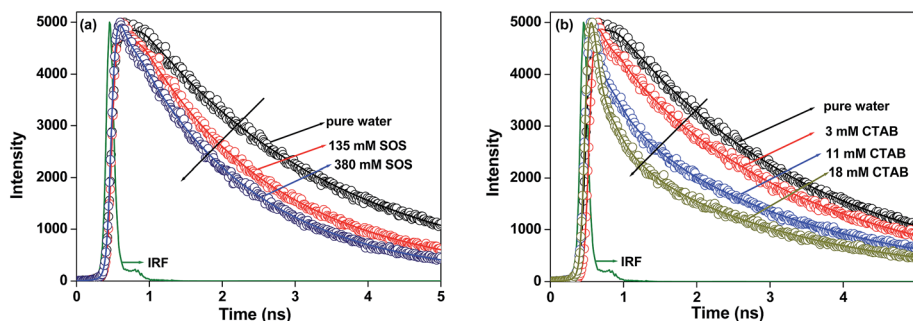 (a)
5000
4000
3000
2000
1000
0
Intensity
pure water
135 mM SOS
380 mM SOS
IRF
0 1 2 3 4 5
Time (ns)
(b)
5000
4000
3000
2000
1000
0
Intensity
pure water
3 mM CTAB
11 mM CTAB
18 mM CTAB
IRF
0 1 2 3 4
Time (ns)